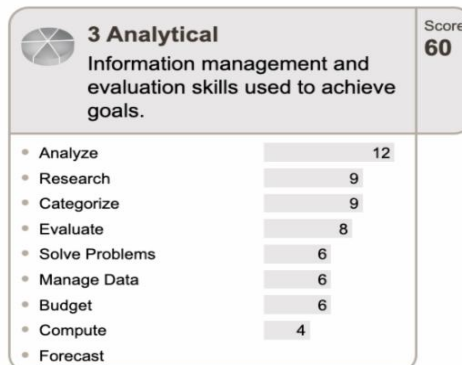 3 Analytical
Information management and
evaluation skills used to achieve
goals.
Score
60
Analyze 12
Research 9
Categorize 9
Evaluate 8
Solve Problems 6
Manage Data 6
Budget 6
Compute 4
Forecast